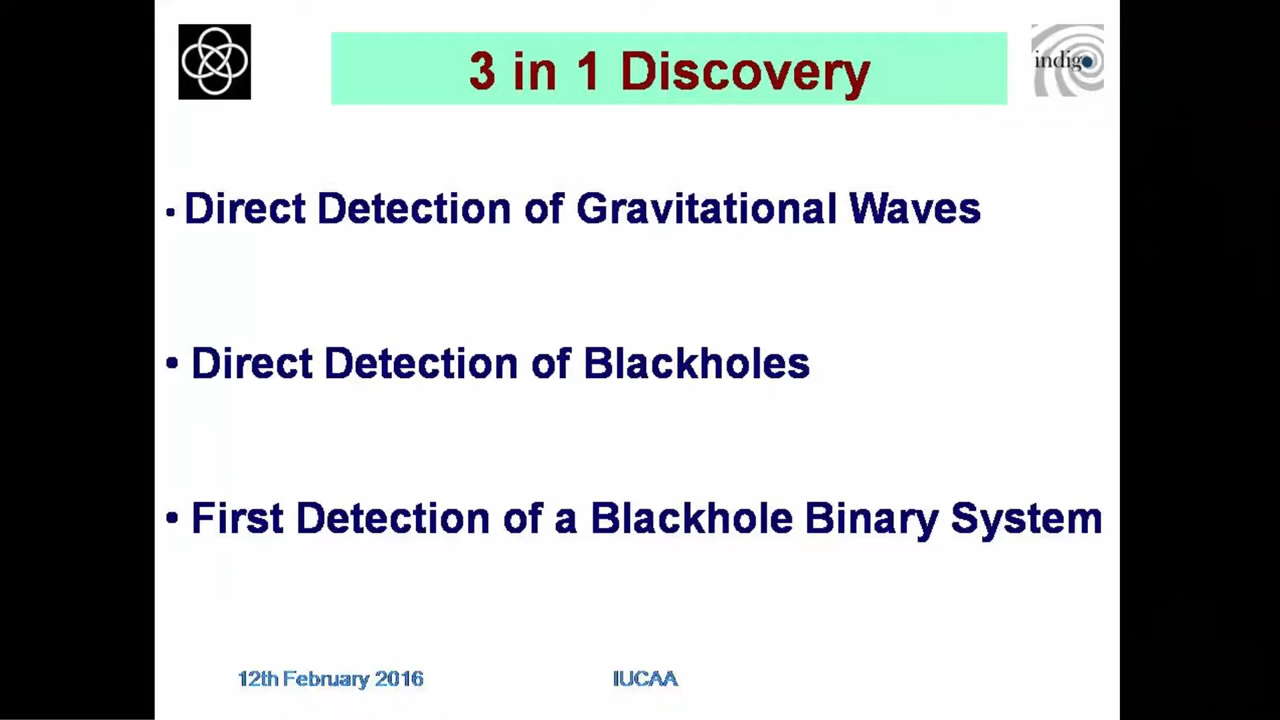 3 in 1 Discovery
indigo
· Direct Detection of Gravitational Waves
• Direct Detection of Blackholes
• First Detection of a Blackhole Binary System
12th February 2016 IUCAA